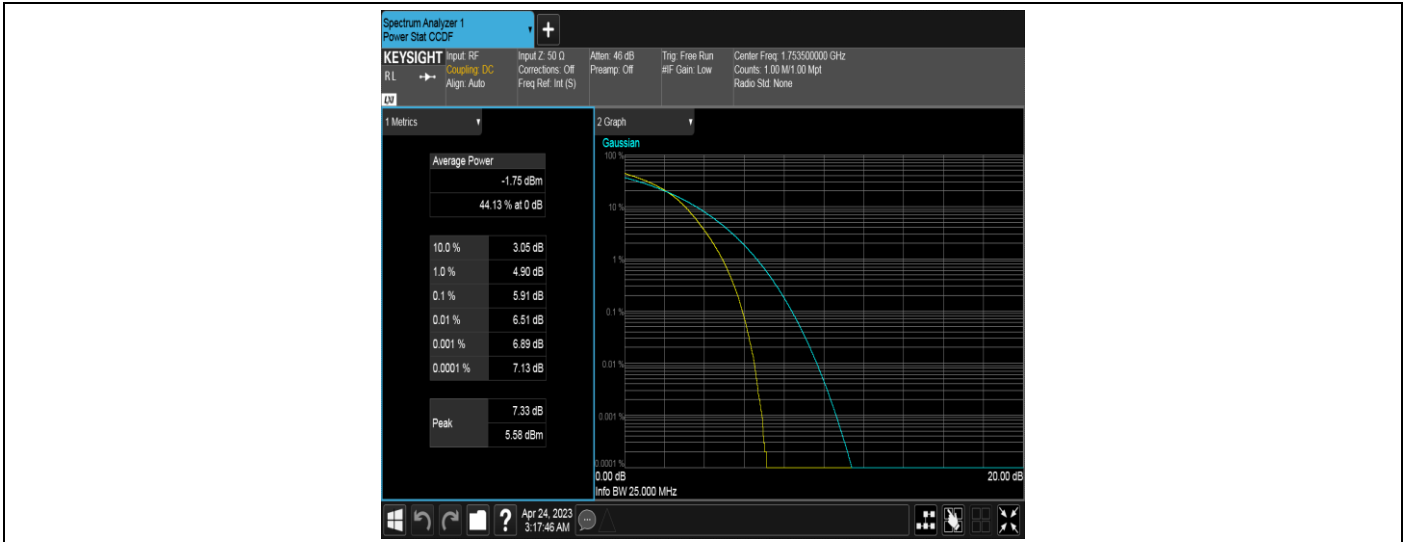 Spectrum Analyzer 1
Power Stat CCDF
+
KEYSIGHT
RL
LXI
Input: RF
Coupling: DC
Align: Auto
Input Z: 50 Ω
Corrections: Off
Freq Ref: Int (S)
Atten: 46 dB
Preamp: Off
Trig: Free Run
#IF Gain: Low
Center Freq: 1.753500000 GHz
Counts: 1.00 M/1.00 Mpt
Radio Std: None
1 Metrics
Average Power
-1.75 dBm
44.13 % at 0 dB
10.0 % 3.05 dB
1.0 % 4.90 dB
0.1 % 5.91 dB
0.01 % 6.51 dB
0.001 % 6.89 dB
0.0001 % 7.13 dB
Peak
7.33 dB
5.58 dBm
2 Graph
Gaussian
100 %
10 %
1 %
0.1 %
0.01 %
0.001 %
0.0001 %
0.00 dB 20.00 dB
Info BW 25.000 MHz
? Apr 24, 2023
3:17:46 AM